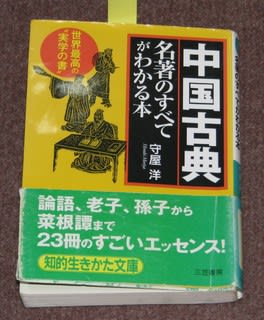 世界最高の
“実学の書”
中国古典
名著のすべて
がわかる本
守屋 洋
Hiroshi Moriya
論語、老子、孫子から
菜根譚まで
23冊のすごいエッセンス!
知的生きかた文庫
三笠書房